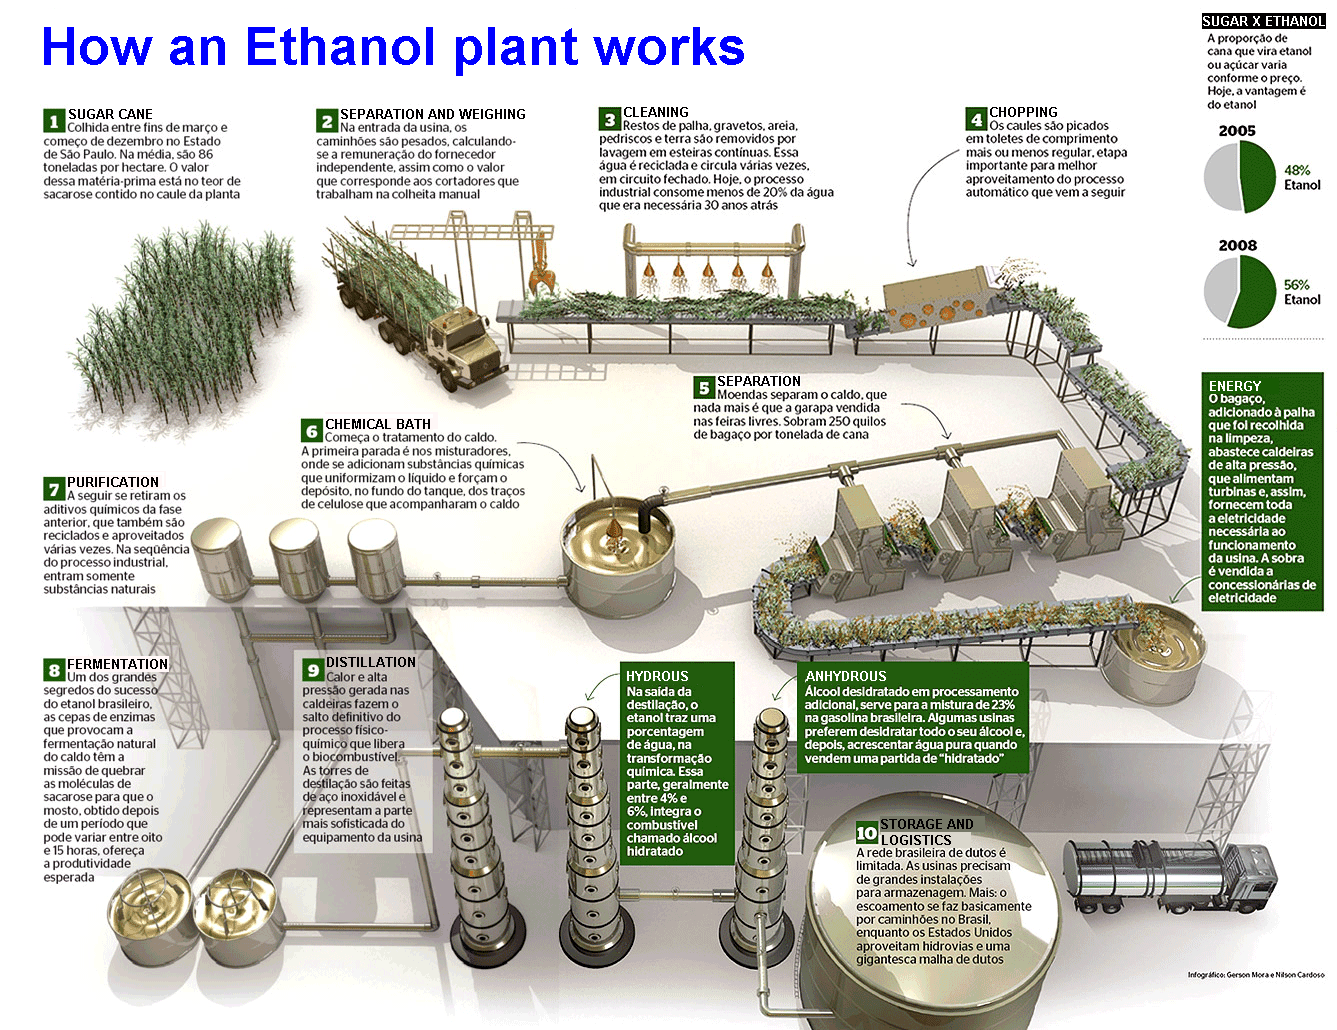 How an Ethanol plant works
SUGAR X ETHANOL
A proporção de
cana que vira etanol
ou açúcar varia
conforme o preço.
Hoje, a vantagem é
do etanol
2005
48%
Etanol
2008
56%
Etanol
1 SUGAR CANE
Colhida entre fins de março e
começo de dezembro no Estado
de São Paulo. Na média, são 86
toneladas por hectare. O valor
dessa matéria-prima está no teor de
sacarose contido no caule da planta
2 SEPARATION AND WEIGHING
Na entrada da usina, os
caminhões são pesados, calculando-
se a remuneração do fornecedor
independente, assim como o valor
que corresponde aos cortadores que
trabalham na colheita manual
3 CLEANING
Restos de palha, gravetos, areia,
pedriscos e terra são removidos por
lavagem em esteiras contínuas. Essa
água é reciclada e circula várias vezes,
em circuito fechado. Hoje, o processo
industrial consome menos de 20% da água
que era necessária 30 anos atrás
4 CHOPPING
Os caules são picados
em toletes de comprimento
mais ou menos regular, etapa
importante para melhor
aproveitamento do processo
automático que vem a seguir
5 SEPARATION
Moendas separam o caldo, que
nada mais é que a garapa vendida
nas feiras livres. Sobram 250 quilos
de bagaço por tonelada de cana
6 CHEMICAL BATH
Começa o tratamento do caldo.
A primeira parada é nos misturadores,
onde se adicionam substâncias químicas
que uniformizam o líquido e forçam o
depósito, no fundo do tanque, dos traços
de celulose que acompanharam o caldo
7 PURIFICATION
A seguir se retiram os
aditivos químicos da fase
anterior, que também são
reciclados e aproveitados
várias vezes. Na seqüência
do processo industrial,
entram somente
substâncias naturais
ENERGY
O bagaço,
adicionado à palha
que foi recolhida
na limpeza,
abastece caldeiras
de alta pressão,
que alimentam
turbinas e, assim,
fornecem toda
a eletricidade
necessária ao
funcionamento
da usina. A sobra
é vendida a
concessionárias de
eletricidade
8 FERMENTATION
Um dos grandes
segredos do sucesso
do etanol brasileiro,
as cepas de enzimas
que provocam a
fermentação natural
do caldo têm a
missão de quebrar
as moléculas de
sacarose para que o
mosto, obtido depois
de um período que
pode variar entre oito
e 15 horas, ofereça
a produtividade
esperada
9 DISTILLATION
Calor e alta
pressão gerada nas
caldeiras fazem o
salto definitivo do
processo físico-
químico que libera
o biocombustível.
As torres de
destilação são feitas
de aço inoxidável e
representam a parte
mais sofisticada do
equipamento da usina
HYDROUS
Na saída da
destilação, o
etanol traz uma
porcentagem
de água, na
transformação
química. Essa
parte, geralmente
entre 4% e
6%, integra o
combustível
chamado álcool
hidratado
ANHYDROUS
Álcool desidratado em processamento
adicional, serve para a mistura de 23%
na gasolina brasileira. Algumas usinas
preferem desidratar todo o seu álcool e,
depois, acrescentar água pura quando
vendem uma partida de “hidratado”
10 STORAGE AND
LOGISTICS
A rede brasileira de dutos é
limitada. As usinas precisam
de grandes instalações
para armazenagem. Mais: o
escoamento se faz basicamente
por caminhões no Brasil,
enquanto os Estados Unidos
aproveitam hidrovias e uma
gigantesca malha de dutos
Infográfico: Gerson Mora e Nilson Cardoso